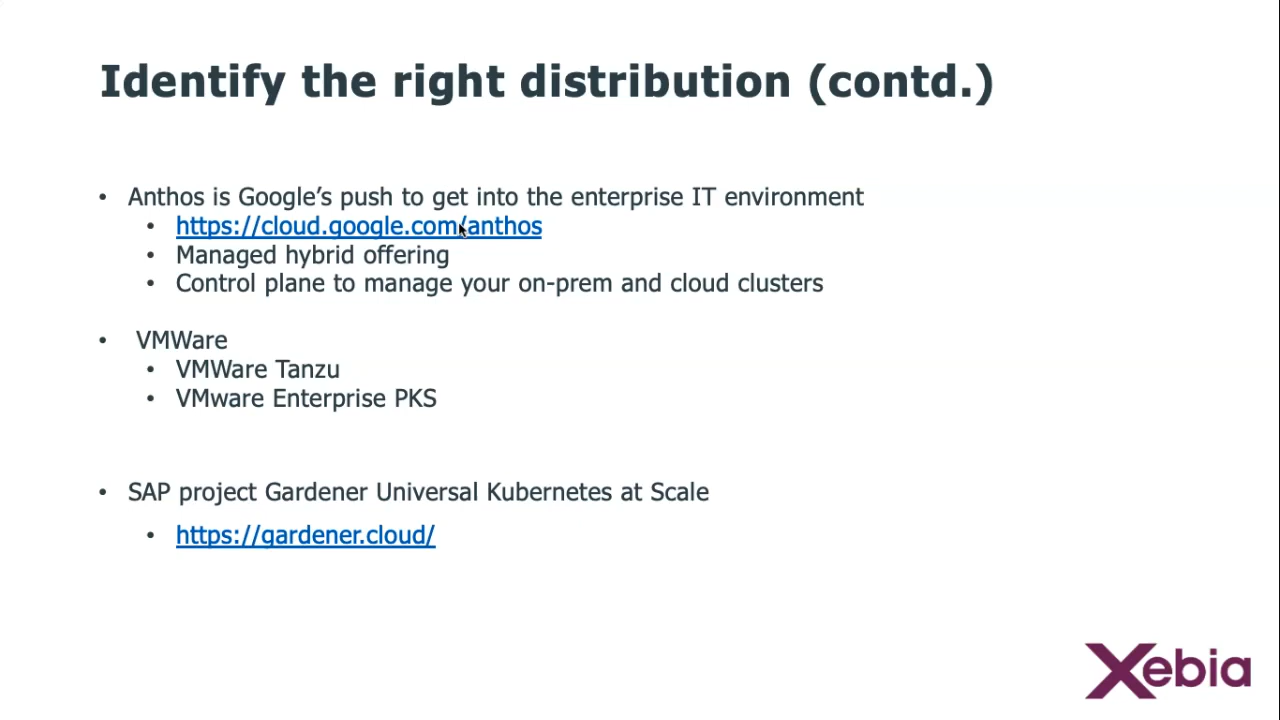 Identify the right distribution (contd.)
• Anthos is Google’s push to get into the enterprise IT environment
• https://cloud.google.com/anthos
• Managed hybrid offering
• Control plane to manage your on-prem and cloud clusters
• VMWare
• VMWare Tanzu
• VMware Enterprise PKS
• SAP project Gardener Universal Kubernetes at Scale
• https://gardener.cloud/
Xebia